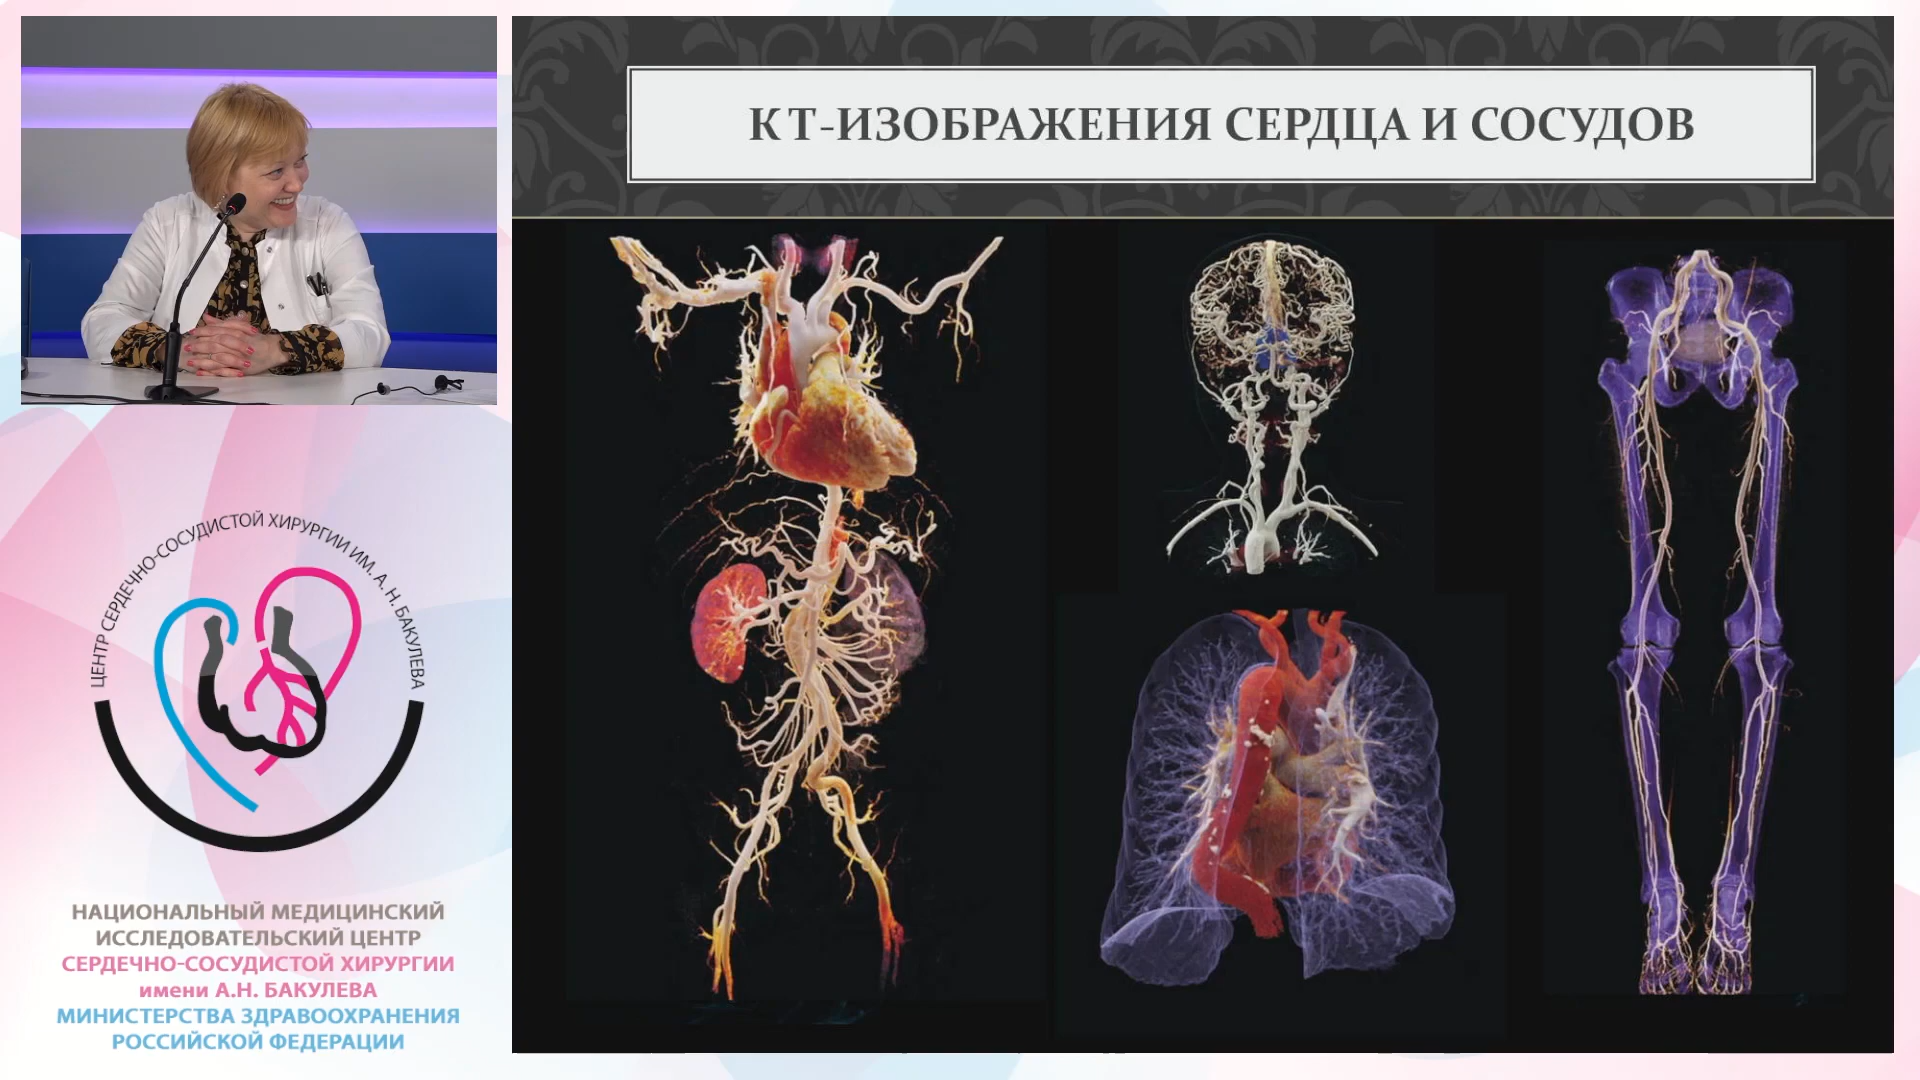 КТ-ИЗОБРАЖЕНИЯ СЕРДЦА И СОСУДОВ
ЦЕНТР СЕРДЕЧНО-СОСУДИСТОЙ ХИРУРГИИ ИМ. А. Н. БАКУЛЕВА
НАЦИОНАЛЬНЫЙ МЕДИЦИНСКИЙ
ИССЛЕДОВАТЕЛЬСКИЙ ЦЕНТР
СЕРДЕЧНО-СОСУДИСТОЙ ХИРУРГИИ
имени А.Н. БАКУЛЕВА
МИНИСТЕРСТВА ЗДРАВООХРАНЕНИЯ
РОССИЙСКОЙ ФЕДЕРАЦИИ